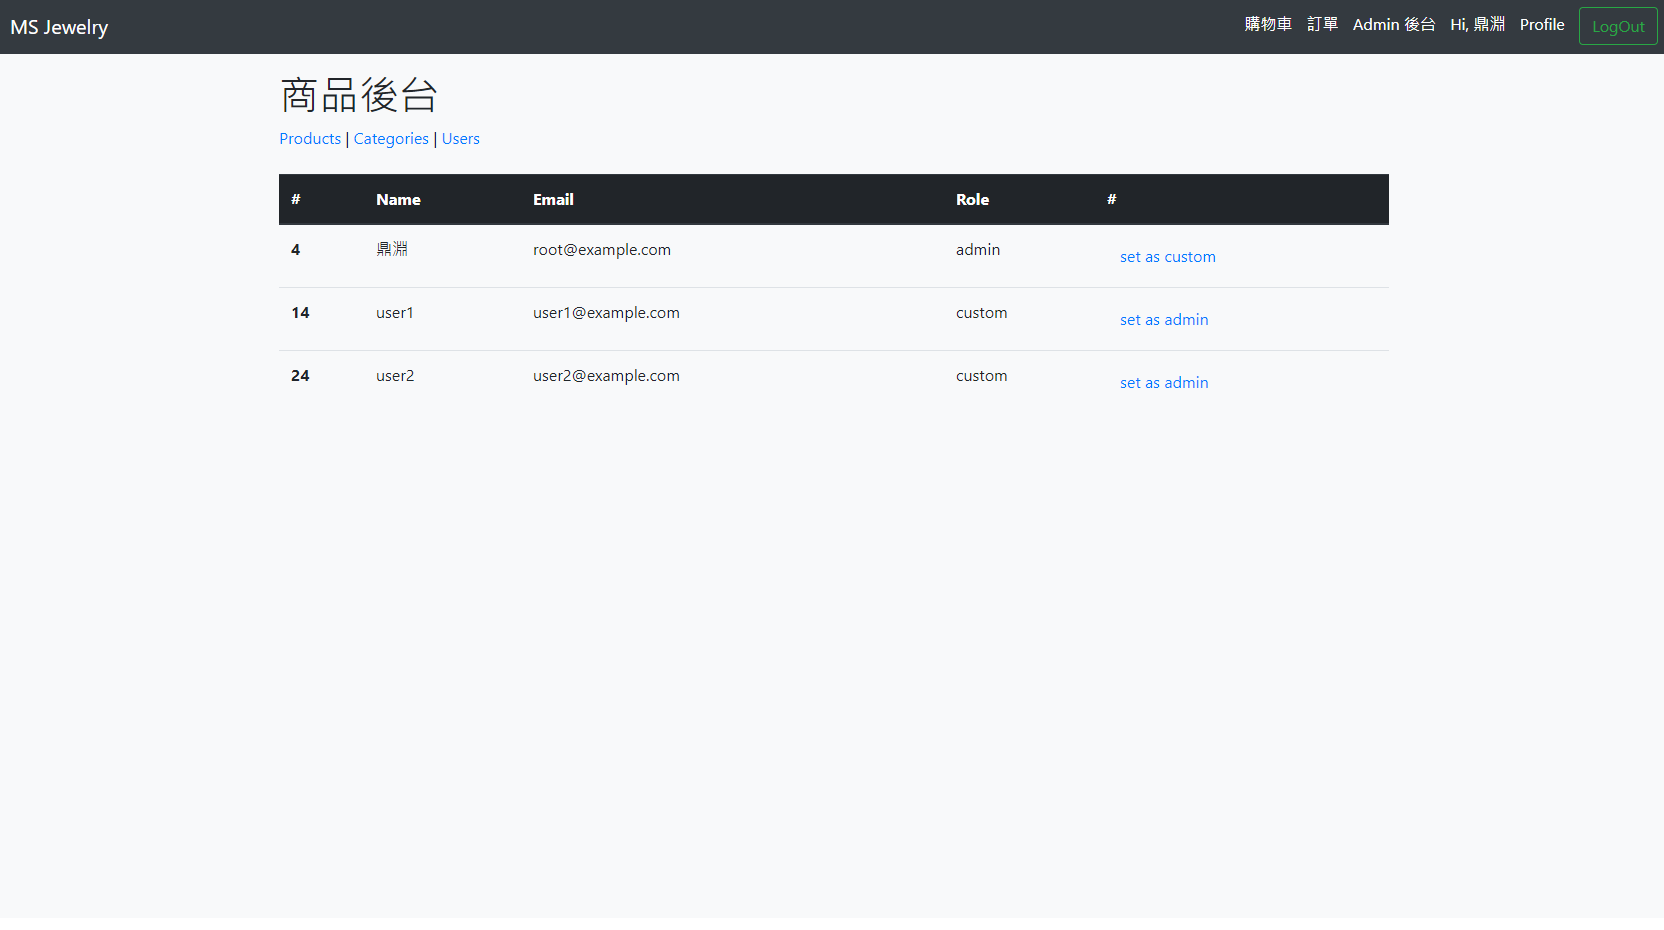 MS Jewelry 購物車 訂單 Admin 後台 Hi, 鼎淵 Profile LogOut
商品後台
Products | Categories | Users
# Name Email Role #
4 鼎淵 root@example.com admin set as custom
14 user1 user1@example.com custom set as admin
24 user2 user2@example.com custom set as admin